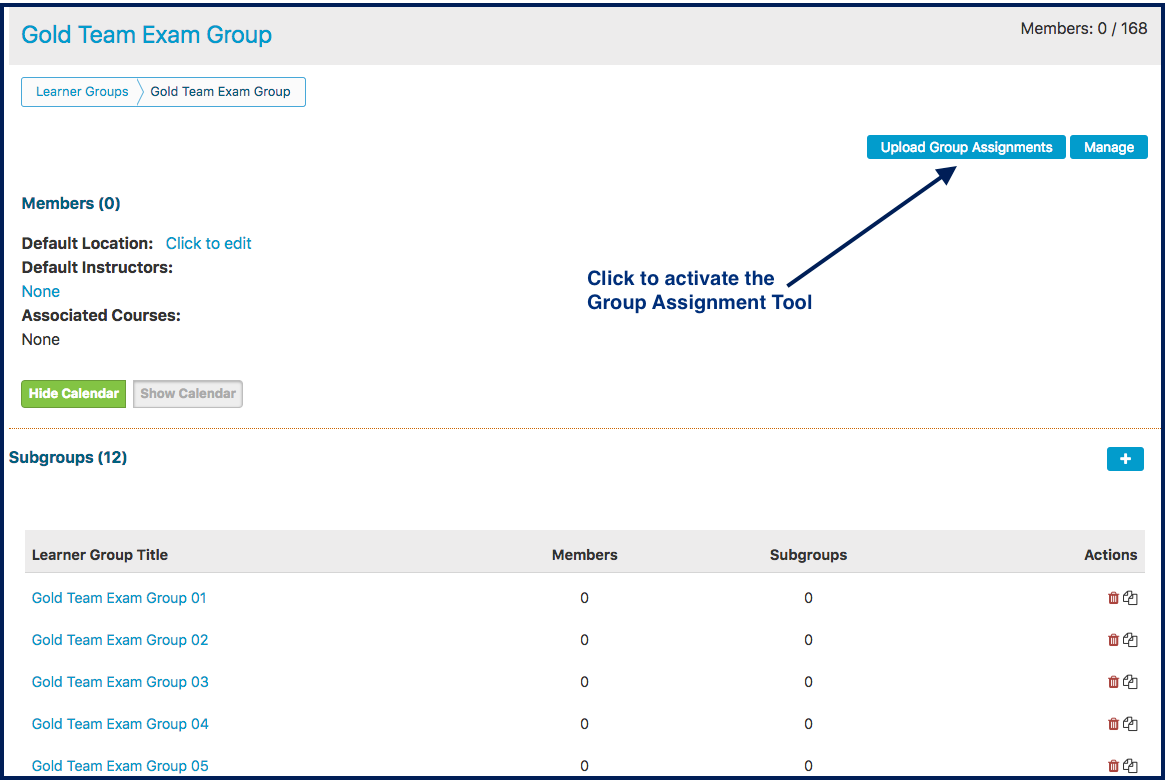 Gold Team Exam Group
Members: 0 / 168
Learner Groups
Gold Team Exam Group
Upload Group Assignments
Manage
Members (0)
Default Location: Click to edit
Default Instructors:
None
Associated Courses:
None
Click to activate the
Group Assignment Tool
Hide Calendar
Show Calendar
Subgroups (12)
+
Learner Group Title Members Subgroups Actions
Gold Team Exam Group 01 0 0
Gold Team Exam Group 02 0 0
Gold Team Exam Group 03 0 0
Gold Team Exam Group 04 0 0
Gold Team Exam Group 05 0 0